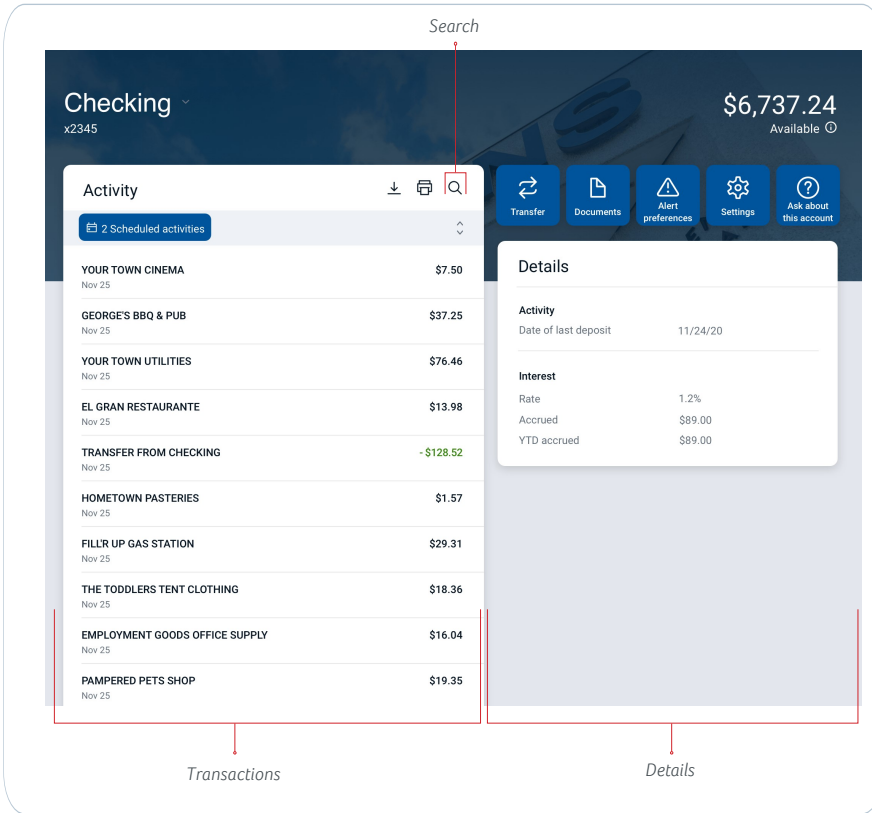 Search
Checking
x2345
$6,737.24
Available
Activity
2 Scheduled activities
YOUR TOWN CINEMA $7.50
Nov 25
GEORGE'S BBQ & PUB $37.25
Nov 25
YOUR TOWN UTILITIES $76.46
Nov 25
EL GRAN RESTAURANTE $13.98
Nov 25
TRANSFER FROM CHECKING - $128.52
Nov 25
HOMETOWN PASTERIES $1.57
Nov 25
FILL'R UP GAS STATION $29.31
Nov 25
THE TODDLERS TENT CLOTHING $18.36
Nov 25
EMPLOYMENT GOODS OFFICE SUPPLY $16.04
Nov 25
PAMPERED PETS SHOP $19.35
Nov 25
Transfer
Documents
Alert
preferences
Settings
Ask about
this account
Details
Activity
Date of last deposit 11/24/20
Interest
Rate 1.2%
Accrued $89.00
YTD accrued $89.00
Transactions
Details